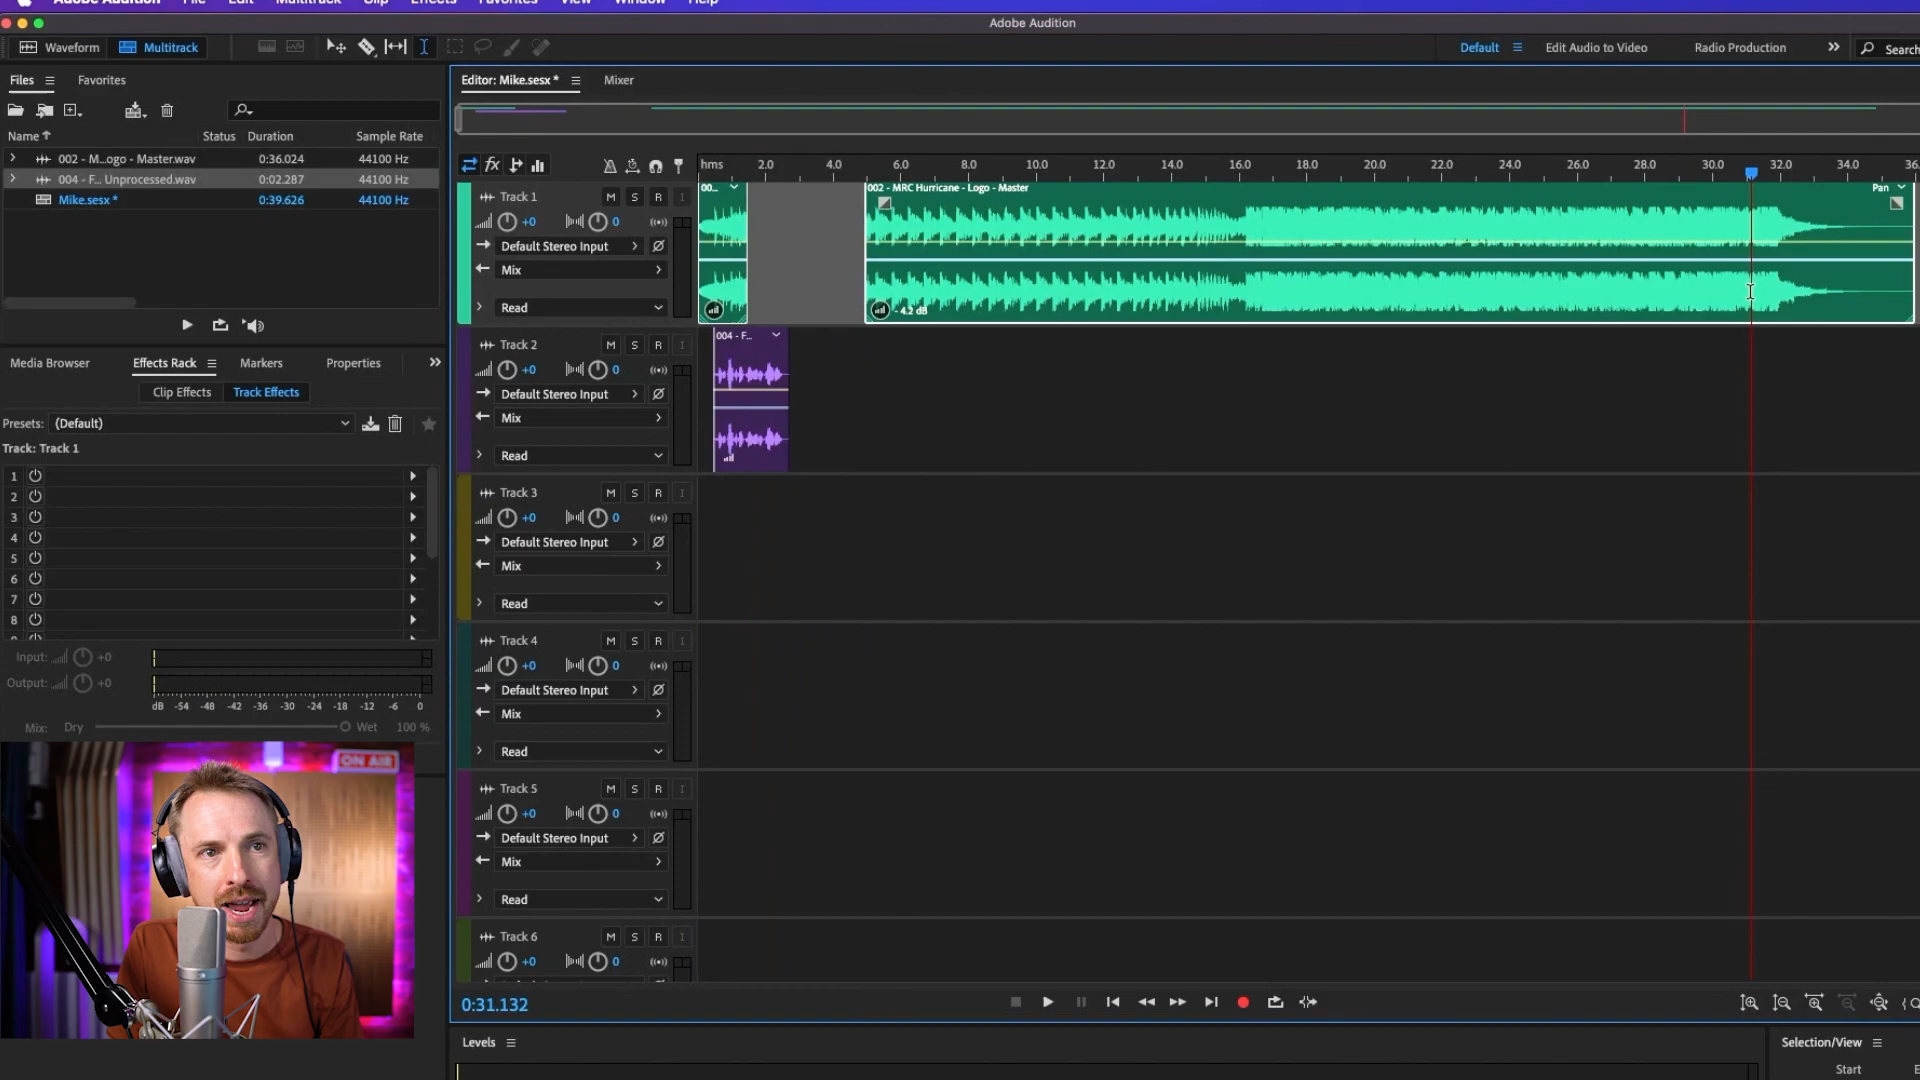 Adobe Audition File Edit Multitrack Clip Effects Favorites View Window Help
Adobe Audition
Waveform Multitrack
Default Edit Audio to Video Radio Production Search
Files Favorites
Name Status Duration Sample Rate
002 - M...ogo - Master.wav 0:36.024 44100 Hz
004 - F... Unprocessed.wav 0:02.287 44100 Hz
Mike.sesx * 0:39.626 44100 Hz
Media Browser Effects Rack Markers Properties
Clip Effects Track Effects
Presets: (Default)
Track: Track 1
1
2
3
4
5
6
7
8
Input: +0
Output: +0
dB -54 -48 -42 -36 -30 -24 -18 -12 -6 0
Mix: Dry Wet 100 %
ON AIR
Editor: Mike.sesx * Mixer
fx
hms 2.0 4.0 6.0 8.0 10.0 12.0 14.0 16.0 18.0 20.0 22.0 24.0 26.0 28.0 30.0 32.0 34.0 36.
Track 1 M S R I
00... 002 - MRC Hurricane - Logo - Master Pan
+0 0
Default Stereo Input
Mix
Read
- 4.2 dB
Track 2 M S R I
004 - F...
+0 0
Default Stereo Input
Mix
Read
Track 3 M S R I
+0 0
Default Stereo Input
Mix
Read
Track 4 M S R I
+0 0
Default Stereo Input
Mix
Read
Track 5 M S R I
+0 0
Default Stereo Input
Mix
Read
Track 6 M S R I
+0 0
0:31.132
Levels
Selection/View
Start E